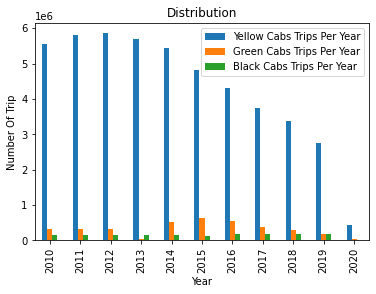 Distribution
1e6
6
5
4
3
2
1
0
Number Of Trip
Yellow Cabs Trips Per Year
Green Cabs Trips Per Year
Black Cabs Trips Per Year
2010
2011
2012
2013
2014
2015
2016
2017
2018
2019
2020
Year